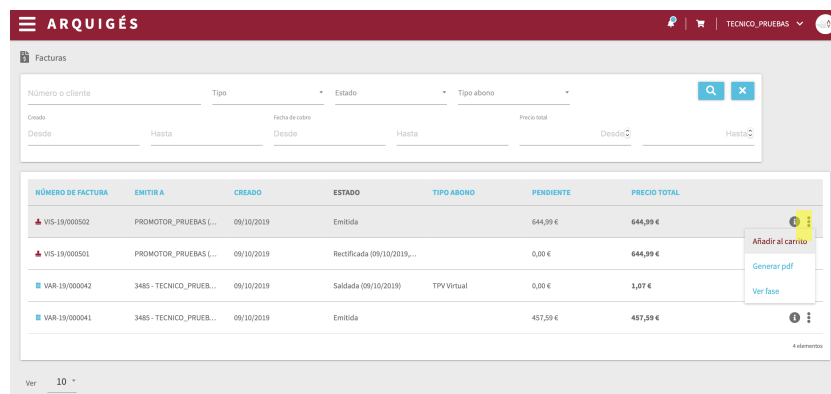 ARQUIGÉS
TECNICO_PRUEBAS
Facturas
Número o cliente Tipo Estado Tipo abono
Creado Fecha de cobro Precio total
Desde Hasta Desde Hasta Desde Hasta
NÚMERO DE FACTURA EMITIR A CREADO ESTADO TIPO ABONO PENDIENTE PRECIO TOTAL
VIS-19/000502 PROMOTOR_PRUEBAS (... 09/10/2019 Emitida 644,99 € 644,99 €
Añadir al carrito
VIS-19/000501 PROMOTOR_PRUEBAS (... 09/10/2019 Rectificada (09/10/2019,... 0,00 € 644,99 €
Generar pdf
VAR-19/000042 3485 - TECNICO_PRUEB... 09/10/2019 Saldada (09/10/2019) TPV Virtual 0,00 € 1,07 €
Ver fase
VAR-19/000041 3485 - TECNICO_PRUEB... 09/10/2019 Emitida 457,59 € 457,59 €
4 elementos
Ver 10